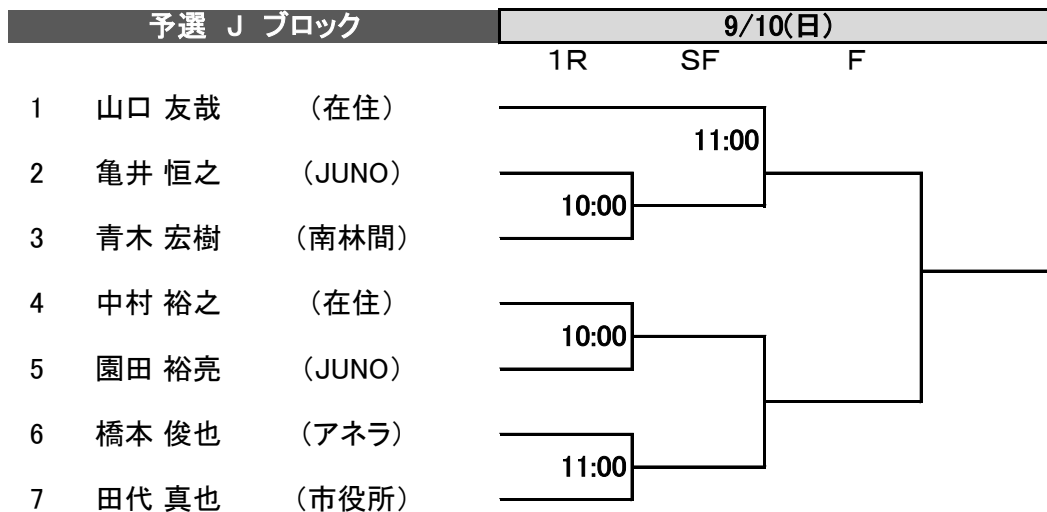 予選 J ブロック 9/10(日)
1R SF F
1 山口 友哉 （在住）
11:00
2 亀井 恒之 （JUNO）
10:00
3 青木 宏樹 （南林間）
4 中村 裕之 （在住）
10:00
5 園田 裕亮 （JUNO）
6 橋本 俊也 （アネラ）
11:00
7 田代 真也 （市役所）